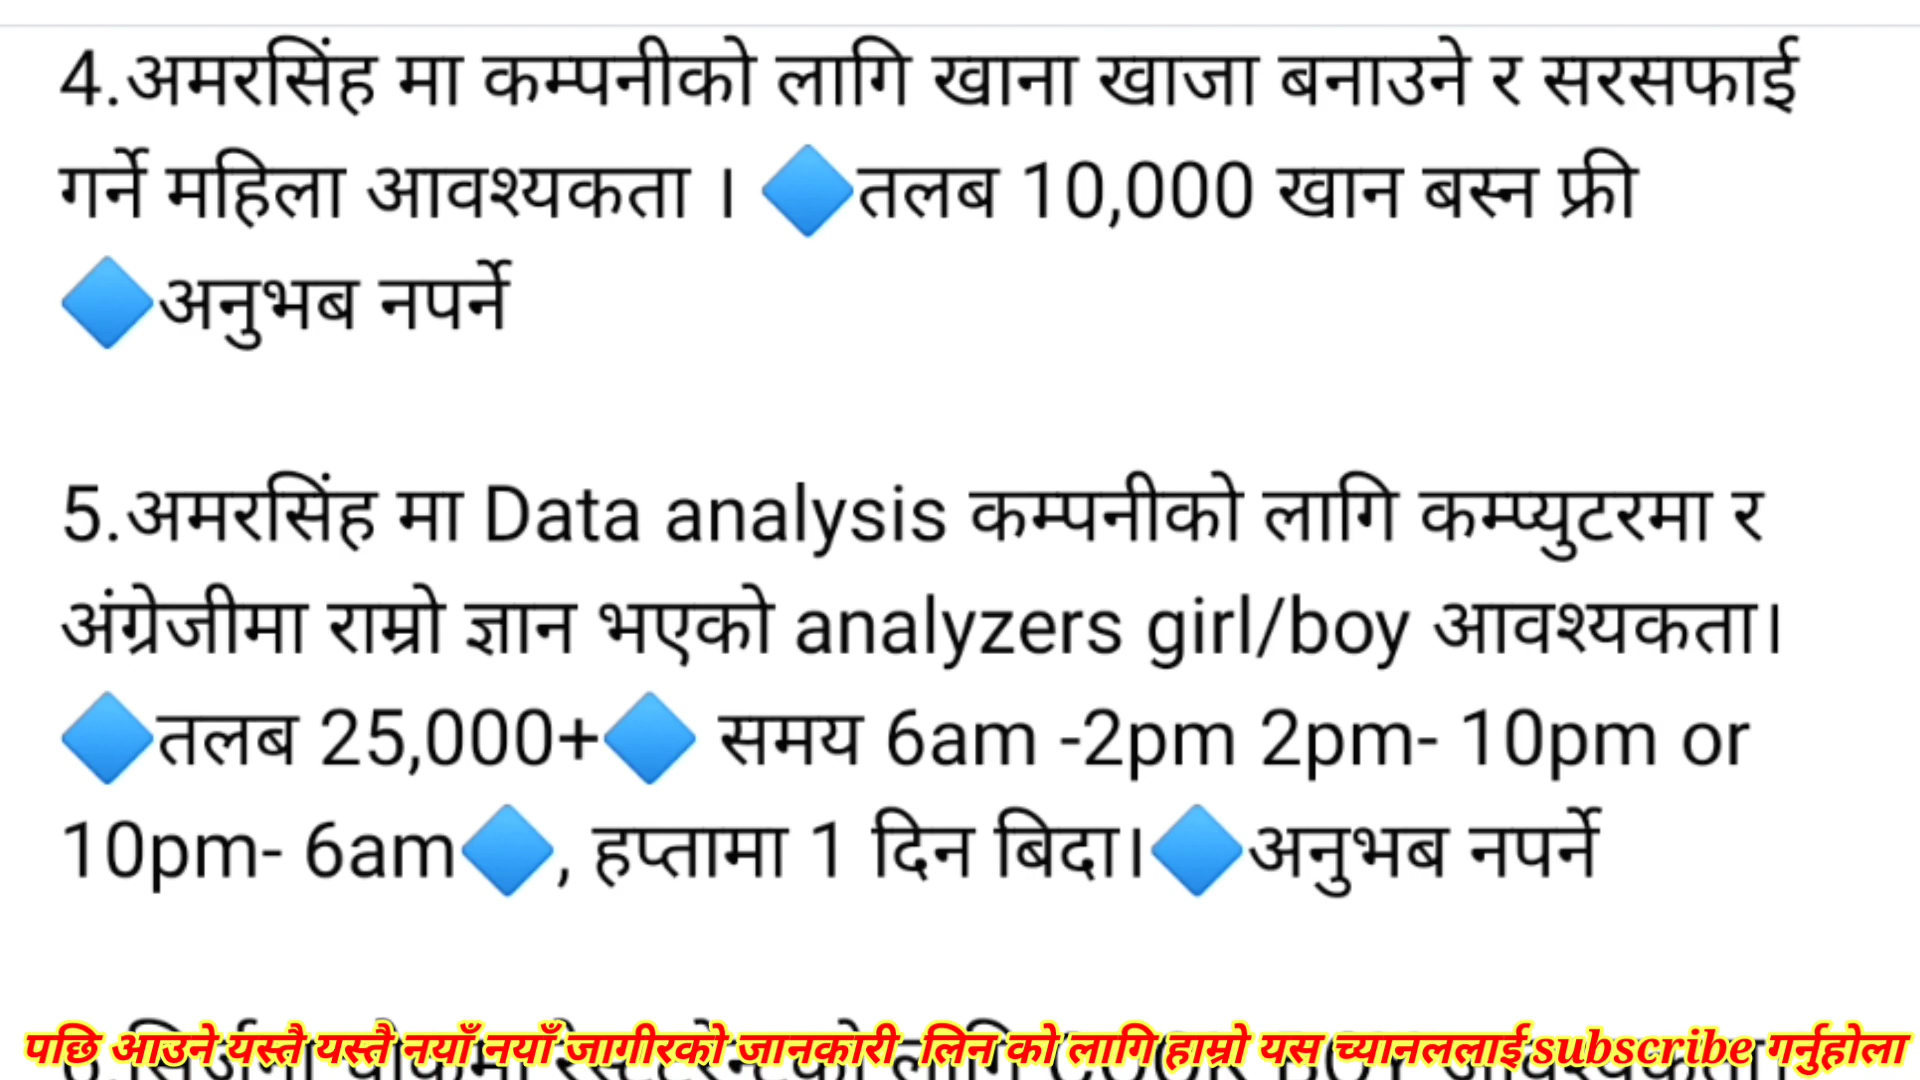 4.अमरसिंह मा कम्पनीको लागि खाना खाजा बनाउने र सरसफाई
गर्ने महिला आवश्यकता । 🔷तलब 10,000 खान बस्न फ्री
🔷अनुभब नपर्ने
5.अमरसिंह मा Data analysis कम्पनीको लागि कम्प्युटरमा र
अंग्रेजीमा राम्रो ज्ञान भएको analyzers girl/boy आवश्यकता।
🔷तलब 25,000+🔷 समय 6am -2pm 2pm- 10pm or
10pm- 6am🔷, हप्तामा 1 दिन बिदा।🔷अनुभब नपर्ने
पछि आउने यस्तै यस्तै नयाँ नयाँ जागीरको जानकारी लिन को लागि हाम्रो यस च्यानललाई subscribe गर्नुहोला